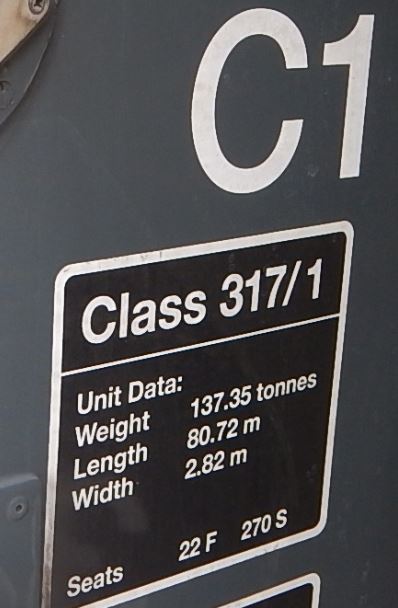 C1
Class 317/1
Unit Data:
Weight 137.35 tonnes
Length 80.72 m
Width 2.82 m
Seats 22 F 270 S